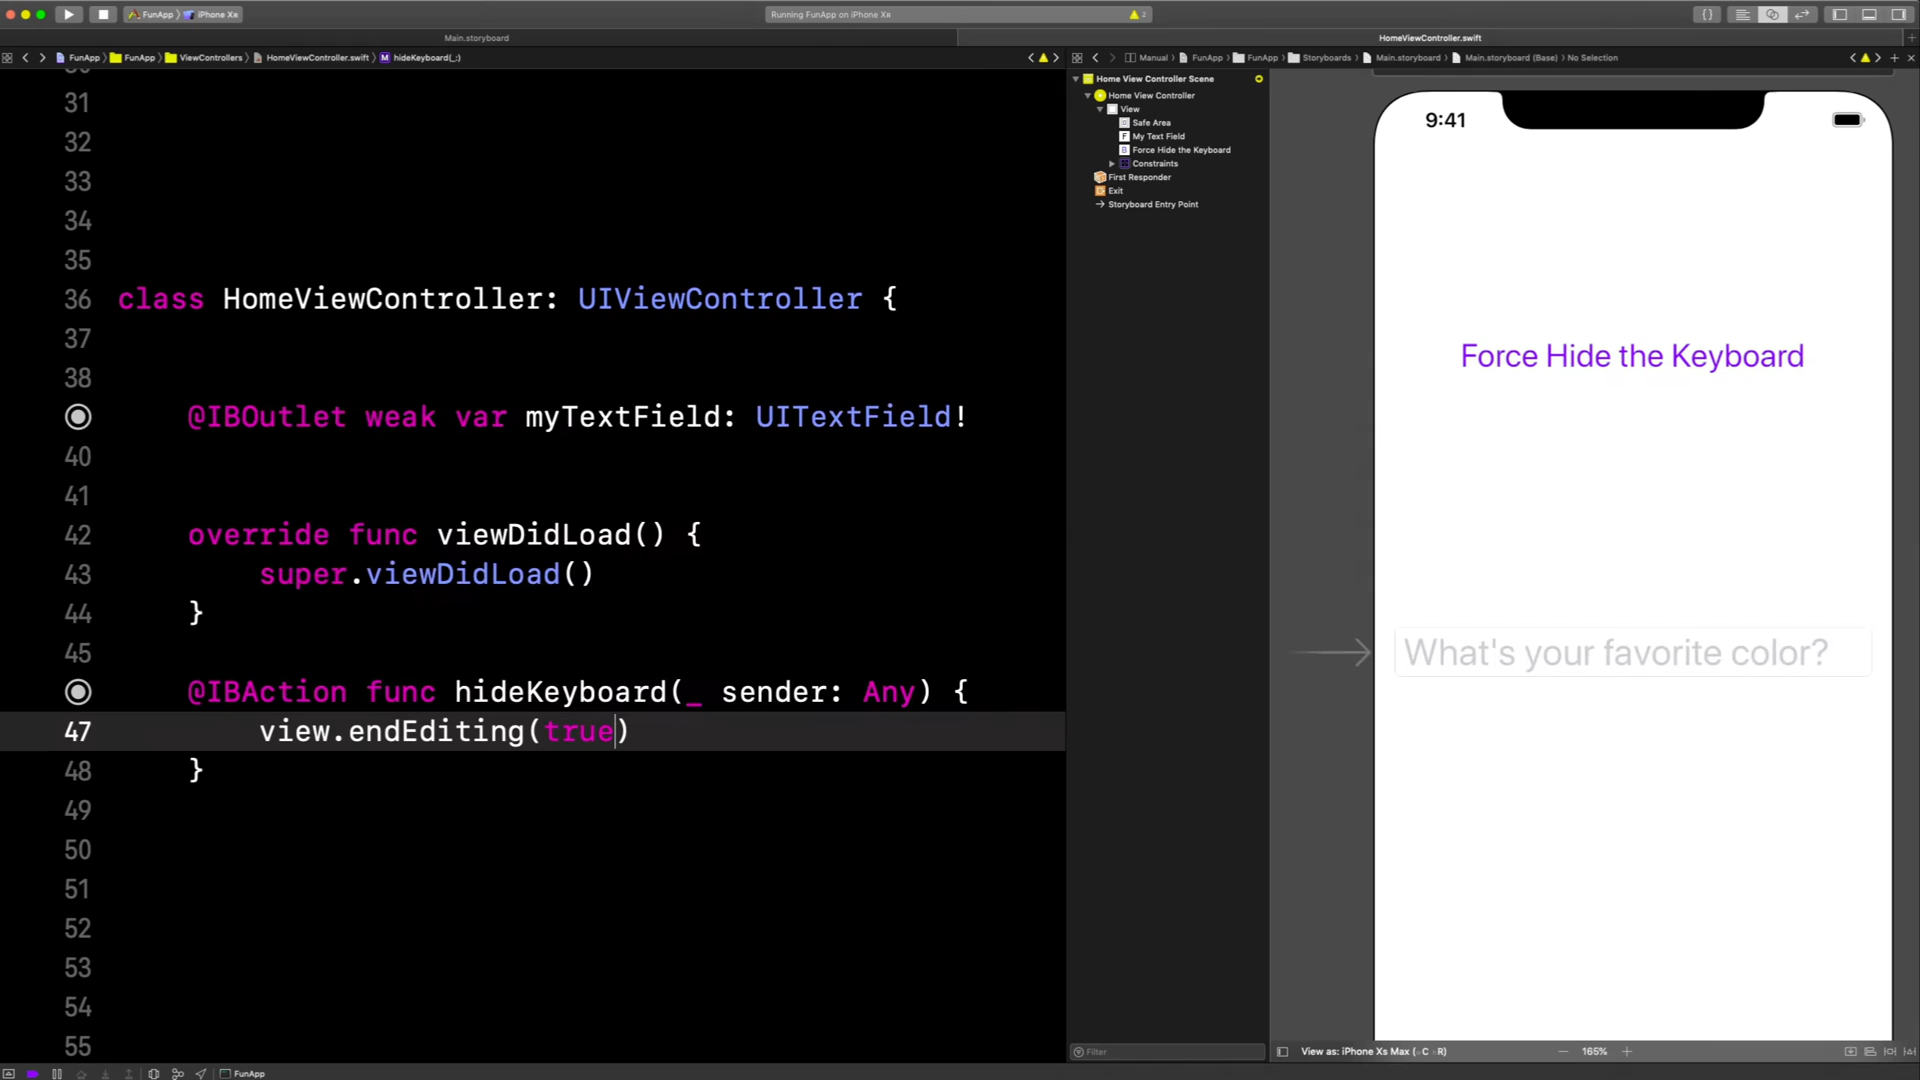 FunApp iPhone Xʀ
Running FunApp on iPhone Xʀ
2
Main.storyboard
HomeViewController.swift
FunApp FunApp ViewControllers HomeViewController.swift M hideKeyboard(_:)
Manual FunApp FunApp Storyboards Main.storyboard Main.storyboard (Base) No Selection
31
32
33
34
35
36 class HomeViewController: UIViewController {
37
38
@IBOutlet weak var myTextField: UITextField!
40
41
42 override func viewDidLoad() {
43 super.viewDidLoad()
44 }
45
@IBAction func hideKeyboard(_ sender: Any) {
47 view.endEditing(true)
48 }
49
50
51
52
53
54
55
Home View Controller Scene
Home View Controller
View
Safe Area
F My Text Field
B Force Hide the Keyboard
Constraints
First Responder
Exit
Storyboard Entry Point
9:41
Force Hide the Keyboard
What's your favorite color?
Filter
View as: iPhone Xs Max ( C R)
165%
FunApp